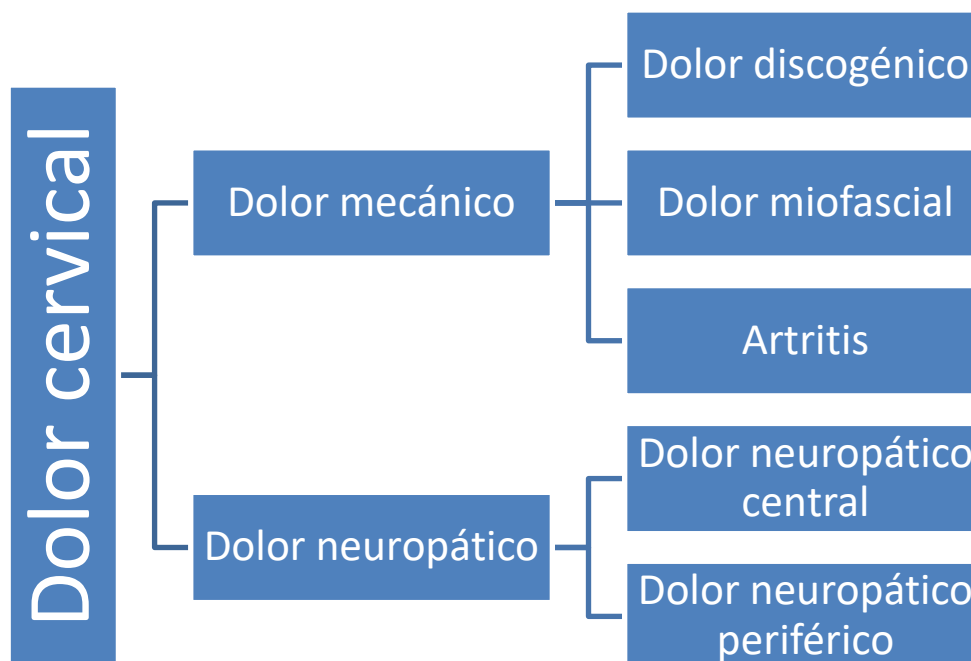 Dolor cervical
Dolor mecánico
Dolor discogénico
Dolor miofascial
Artritis
Dolor neuropático
Dolor neuropático
central
Dolor neuropático
periférico